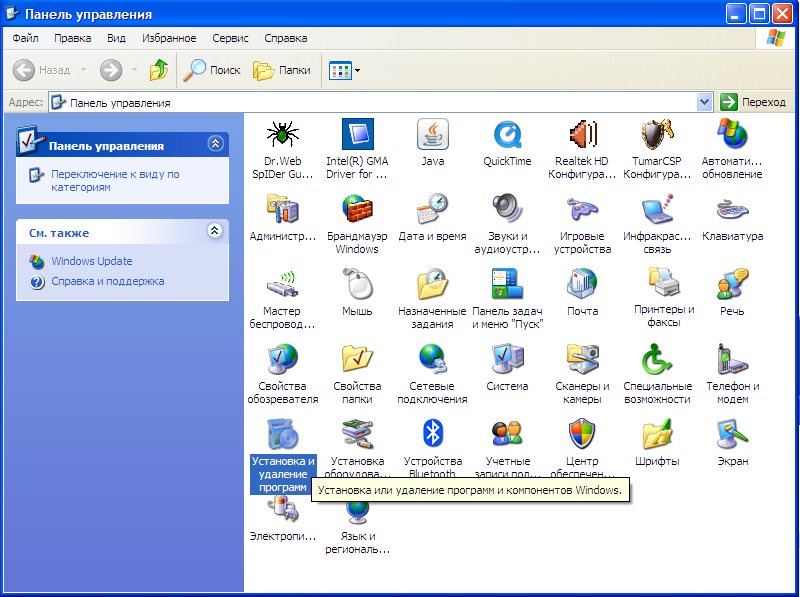 Панель управления
Файл Правка Вид Избранное Сервис Справка
Назад Поиск Папки
Адрес: Панель управления Переход
Панель управления
Переключение к виду по
категориям
См. также
Windows Update
Справка и поддержка
Dr.Web
SpIDer Gu...
Intel(R) GMA
Driver for ...
Java
QuickTime
Realtek HD
Конфигура...
TumarCSP
Конфигура...
Автомати...
обновление
Администр...
Брандмауэр
Windows
Дата и время
Звуки и
аудиоустр...
Игровые
устройства
Инфракрас...
связь
Клавиатура
Мастер
беспровод...
Мышь
Назначенные
задания
Панель задач
и меню "Пуск"
Почта
Принтеры и
факсы
Речь
Свойства
обозревателя
Свойства
папки
Сетевые
подключения
Система
Сканеры и
камеры
Специальные
возможности
Телефон и
модем
Установка и
удаление
программ
Установка
оборудова...
Устройства
Bluetooth
Учетные
записи пол...
Центр
обеспечен...
Шрифты
Экран
Установка или удаление программ и компонентов Windows.
Электропи...
Язык и
региональ...